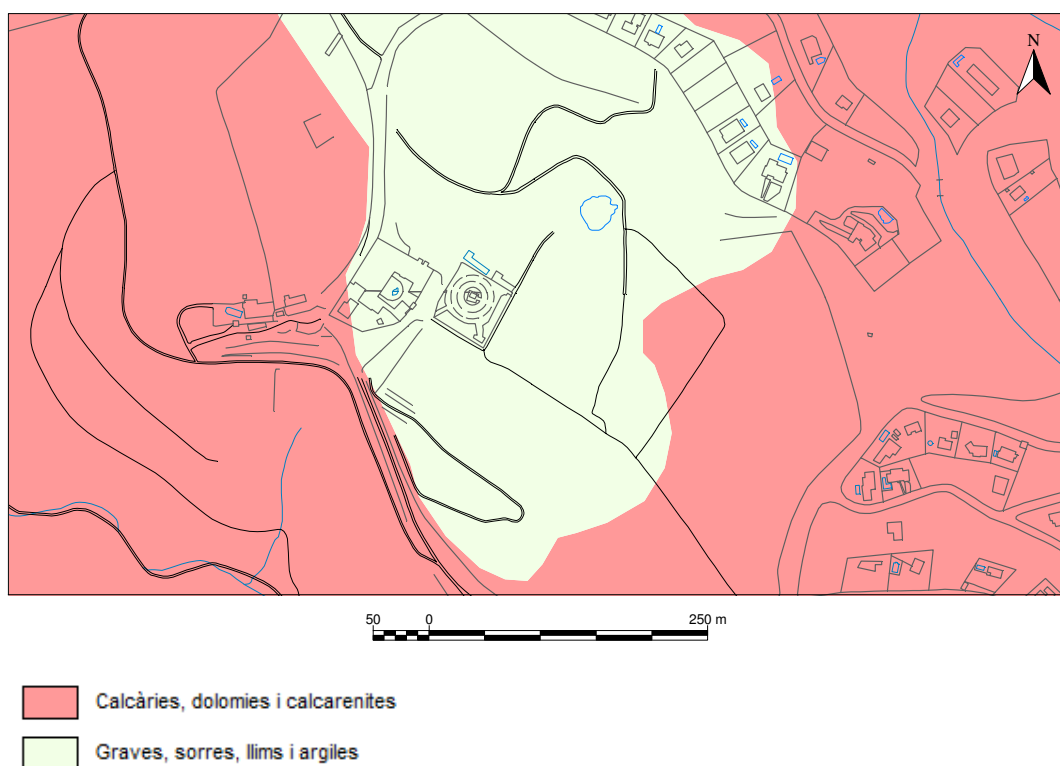 N
50 0 250 m
Calcàries, dolomies i calcarenites
Graves, sorres, llims i argiles